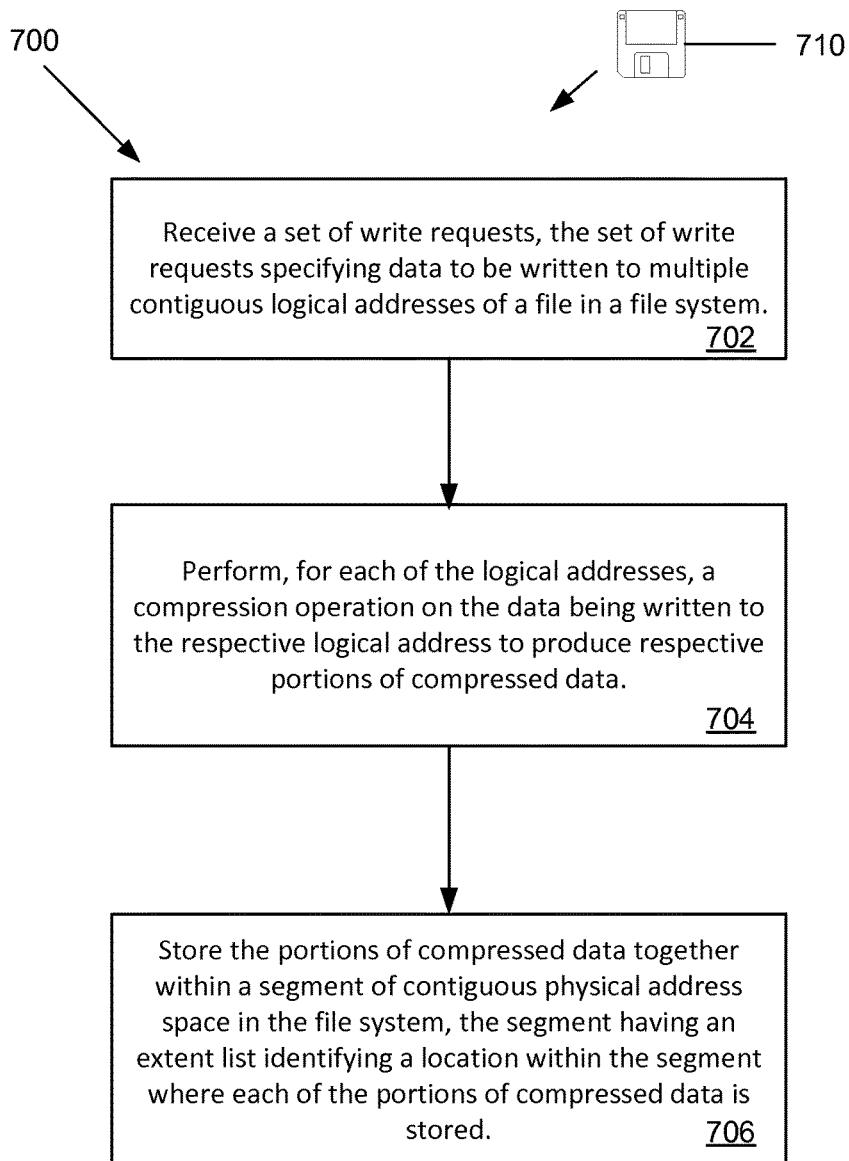 700
710
Receive a set of write requests, the set of write
requests specifying data to be written to multiple
contiguous logical addresses of a file in a file system.
702
Perform, for each of the logical addresses, a
compression operation on the data being written to
the respective logical address to produce respective
portions of compressed data.
704
Store the portions of compressed data together
within a segment of contiguous physical address
space in the file system, the segment having an
extent list identifying a location within the segment
where each of the portions of compressed data is
stored.
706